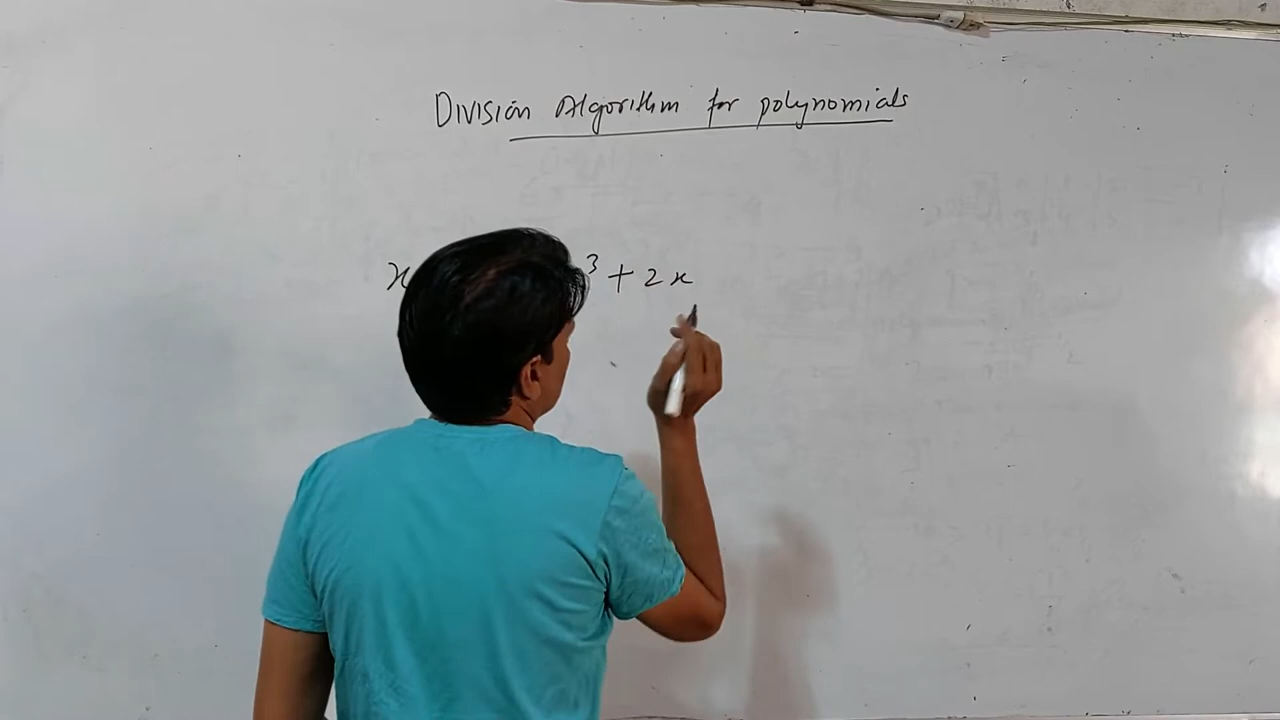 Division Algorithm for polynomials
x ³ + 2x